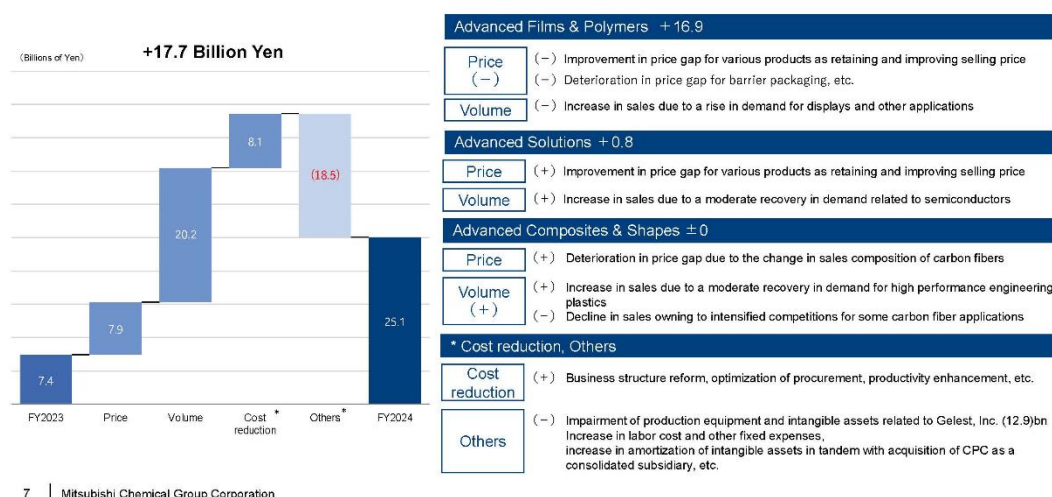 +17.7 Billion Yen
(Billions of Yen)
8.1
(18.5)
20.2
7.9
25.1
7.4
FY2023
Price
Volume
Cost *
reduction
Others*
FY2024
Advanced Films & Polymers +16.9
Price
(−)
(−) Improvement in price gap for various products as retaining and improving selling price
(−) Deterioration in price gap for barrier packaging, etc.
Volume
(−) Increase in sales due to a rise in demand for displays and other applications
Advanced Solutions +0.8
Price
(+) Improvement in price gap for various products as retaining and improving selling price
Volume
(+) Increase in sales due to a moderate recovery in demand related to semiconductors
Advanced Composites & Shapes ±0
Price
(+) Deterioration in price gap due to the change in sales composition of carbon fibers
Volume
(+)
(+) Increase in sales due to a moderate recovery in demand for high performance engineering
plastics
(−) Decline in sales owning to intensified competitions for some carbon fiber applications
* Cost reduction, Others
Cost
reduction
(+) Business structure reform, optimization of procurement, productivity enhancement, etc.
Others
(−) Impairment of production equipment and intangible assets related to Gelest, Inc. (12.9)bn
Increase in labor cost and other fixed expenses,
increase in amortization of intangible assets in tandem with acquisition of CPC as a
consolidated subsidiary, etc.
7 | Mitsubishi Chemical Group Corporation